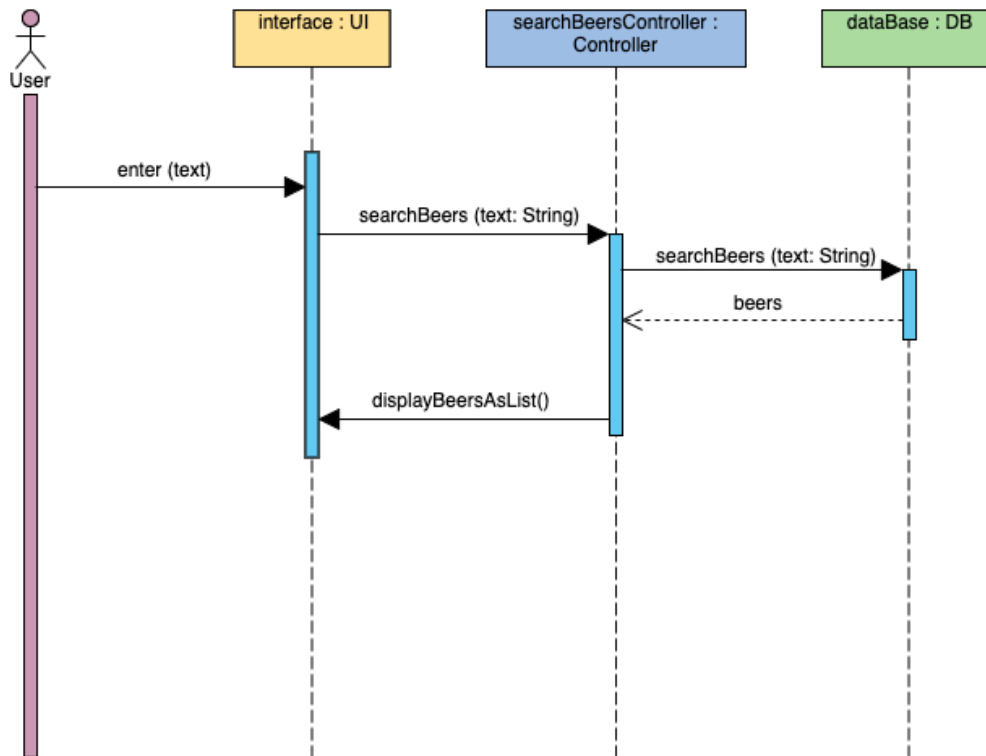 interface : UI
searchBeersController :
Controller
dataBase : DB
User
enter (text)
searchBeers (text: String)
searchBeers (text: String)
beers
displayBeersAsList()